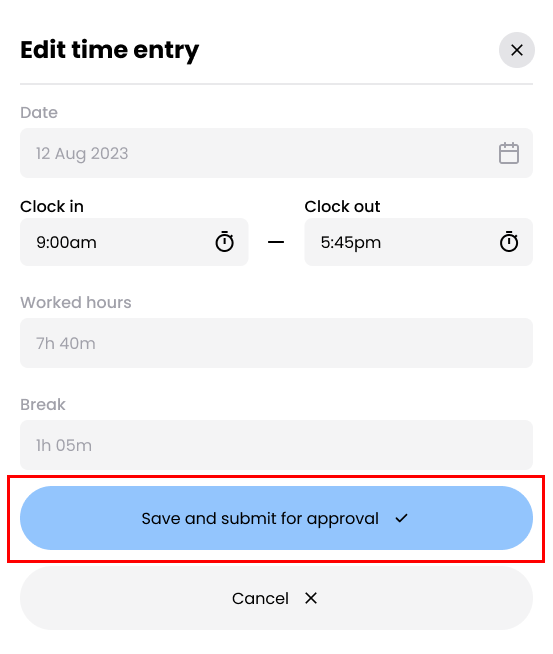 Edit time entry
Date
12 Aug 2023
Clock in
Clock out
9:00am
5:45pm
Worked hours
7h 40m
Break
1h 05m
Save and submit for approval
Cancel